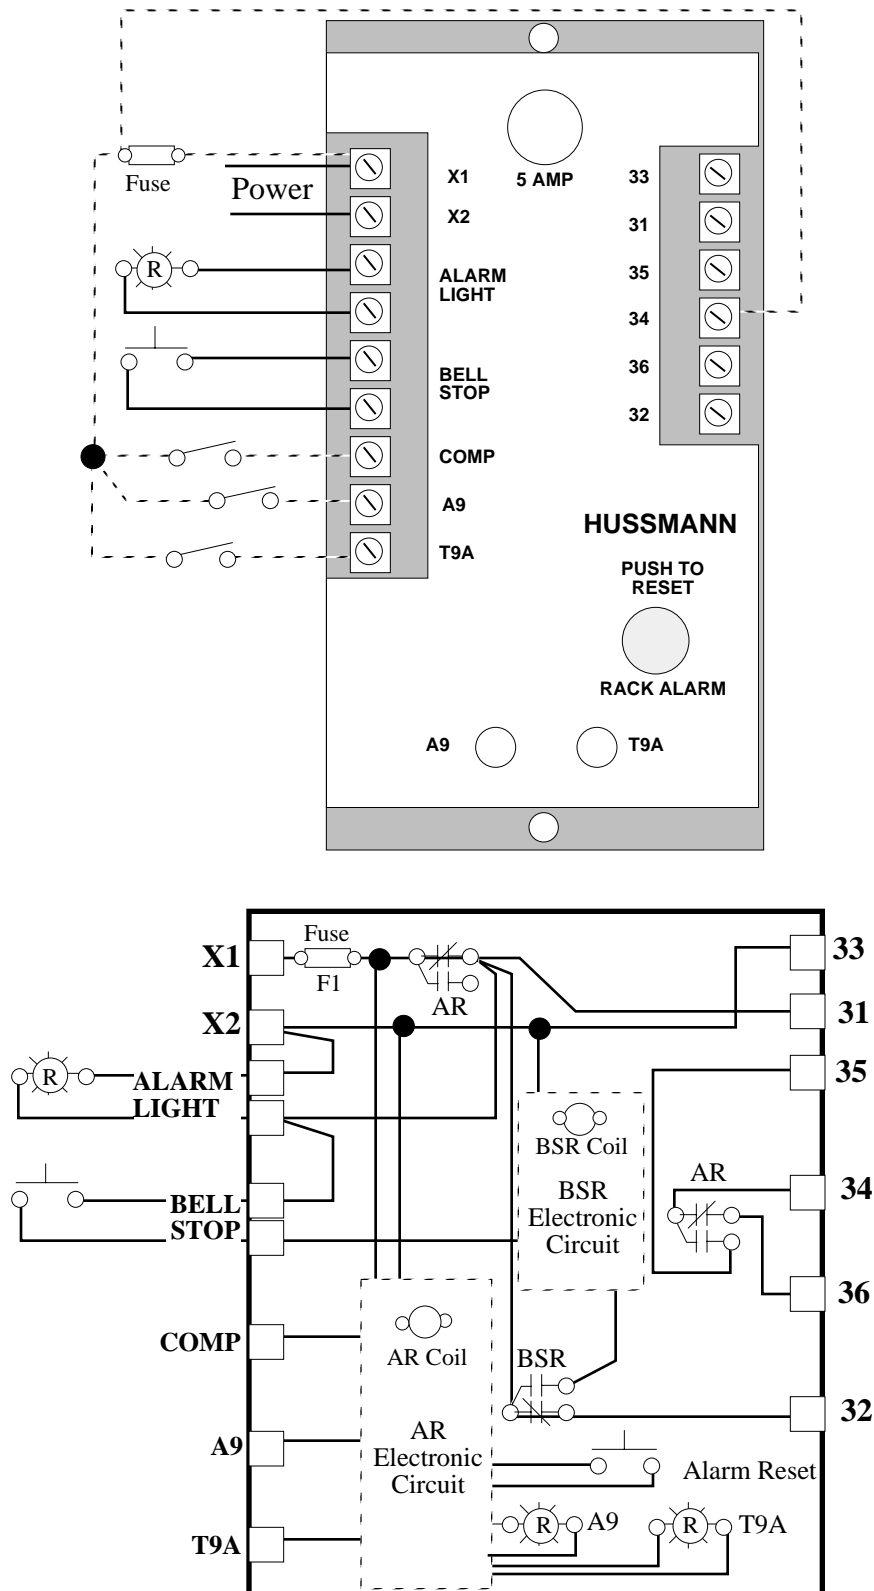 Fuse
Power
X1
X2
ALARM
LIGHT
BELL
STOP
COMP
A9
T9A
5 AMP
33
31
35
34
36
32
HUSSMANN
PUSH TO
RESET
RACK ALARM
A9
T9A
R
X1
Fuse
F1
AR
33
X2
31
R
ALARM
LIGHT
35
BSR Coil
BSR
Electronic
Circuit
AR
34
BELL
STOP
36
COMP
AR Coil
BSR
32
A9
AR
Electronic
Circuit
Alarm Reset
T9A
R
A9
R
T9A